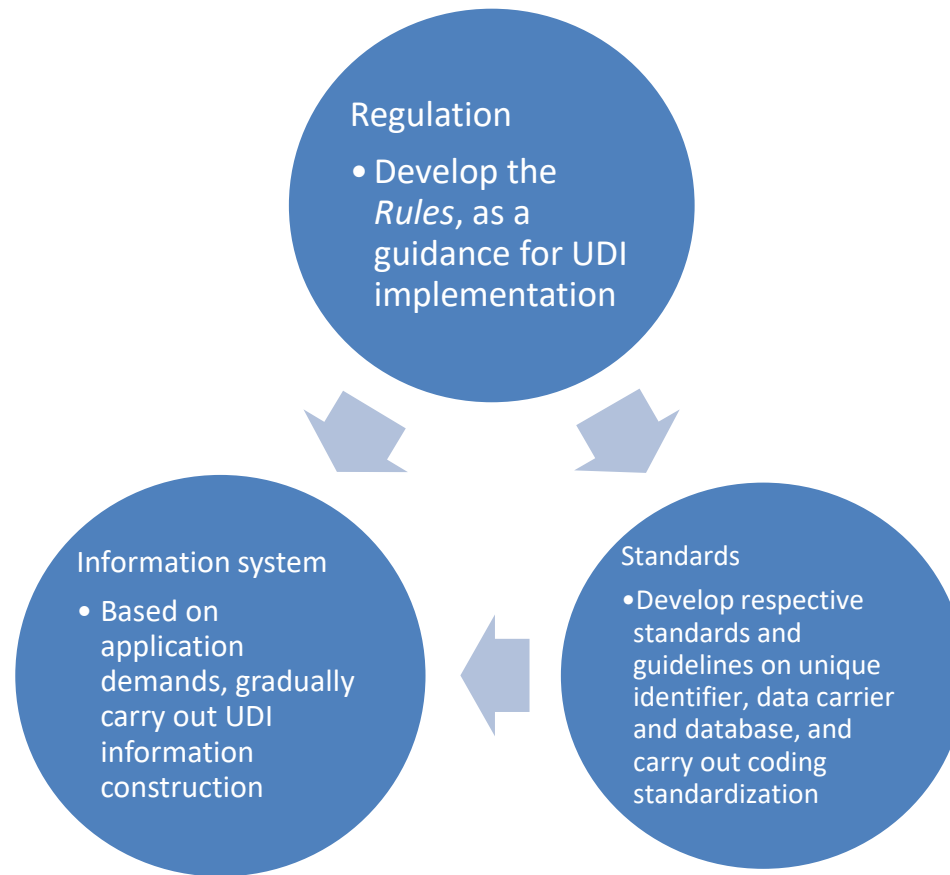 Regulation
• Develop the
Rules, as a
guidance for UDI
implementation
Information system
• Based on
application
demands, gradually
carry out UDI
information
construction
Standards
•Develop respective
standards and
guidelines on unique
identifier, data carrier
and database, and
carry out coding
standardization